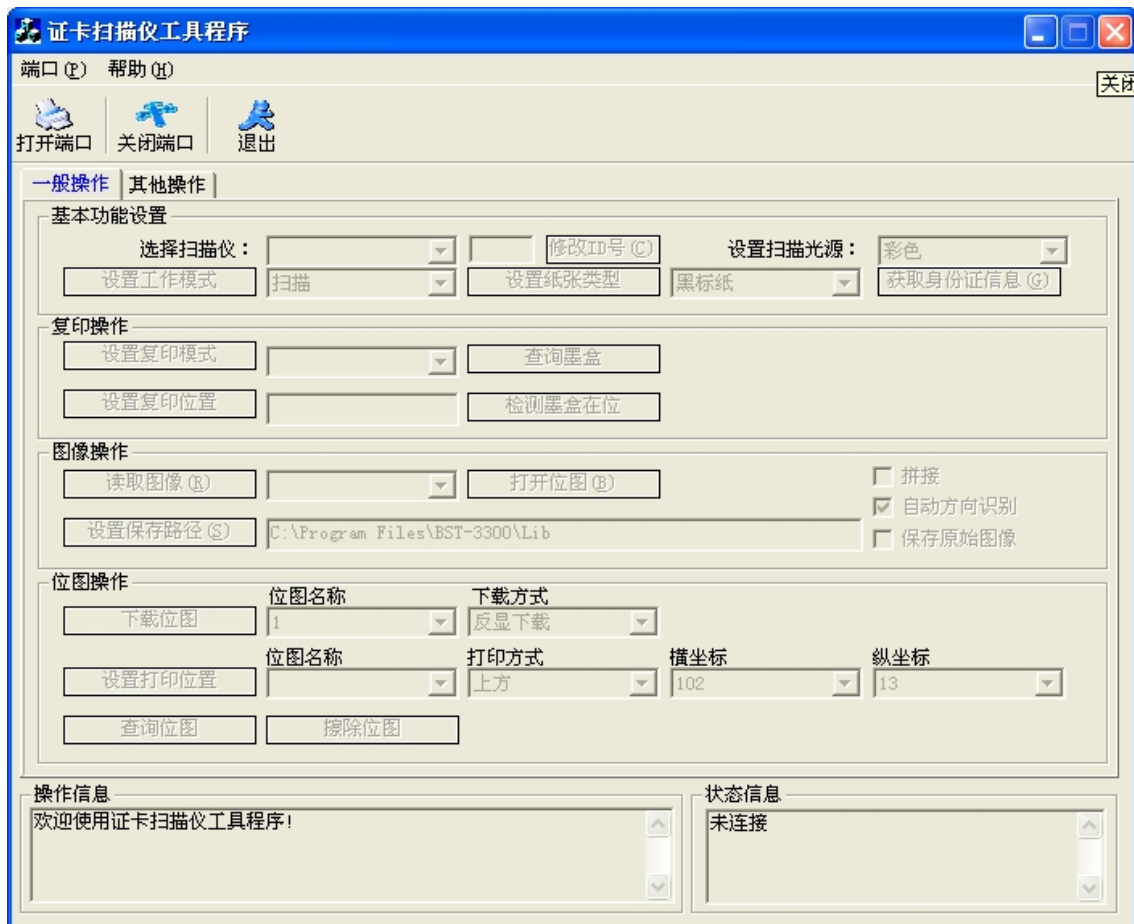 证卡扫描仪工具程序
端口(P) 帮助(H)
关闭
打开端口 关闭端口 退出
一般操作 其他操作
基本功能设置
选择扫描仪： 修改ID号(C) 设置扫描光源： 彩色
设置工作模式 扫描 设置纸张类型 黑标纸 获取身份证信息(G)
复印操作
设置复印模式 查询墨盒
设置复印位置 检测墨盒在位
图像操作
读取图像(R) 打开位图(B) 拼接
自动方向识别
设置保存路径(S) C:\Program Files\BST-3300\Lib 保存原始图像
位图操作
位图名称 下载方式
下载位图 1 反显下载
位图名称 打印方式 横坐标 纵坐标
设置打印位置 上方 102 13
查询位图 擦除位图
操作信息 状态信息
欢迎使用证卡扫描仪工具程序! 未连接